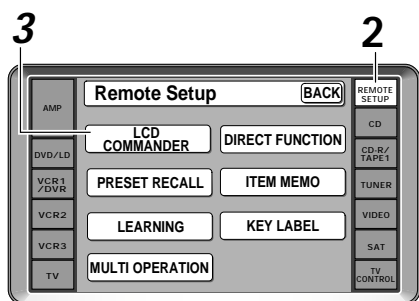 3
2
AMP
DVD/LD
VCR1
/DVR
VCR2
VCR3
TV
Remote Setup
BACK
LCD
COMMANDER
DIRECT FUNCTION
PRESET RECALL
ITEM MEMO
LEARNING
KEY LABEL
MULTI OPERATION
REMOTE
SETUP
CD
CD-R/
TAPE1
TUNER
VIDEO
SAT
TV
CONTROL